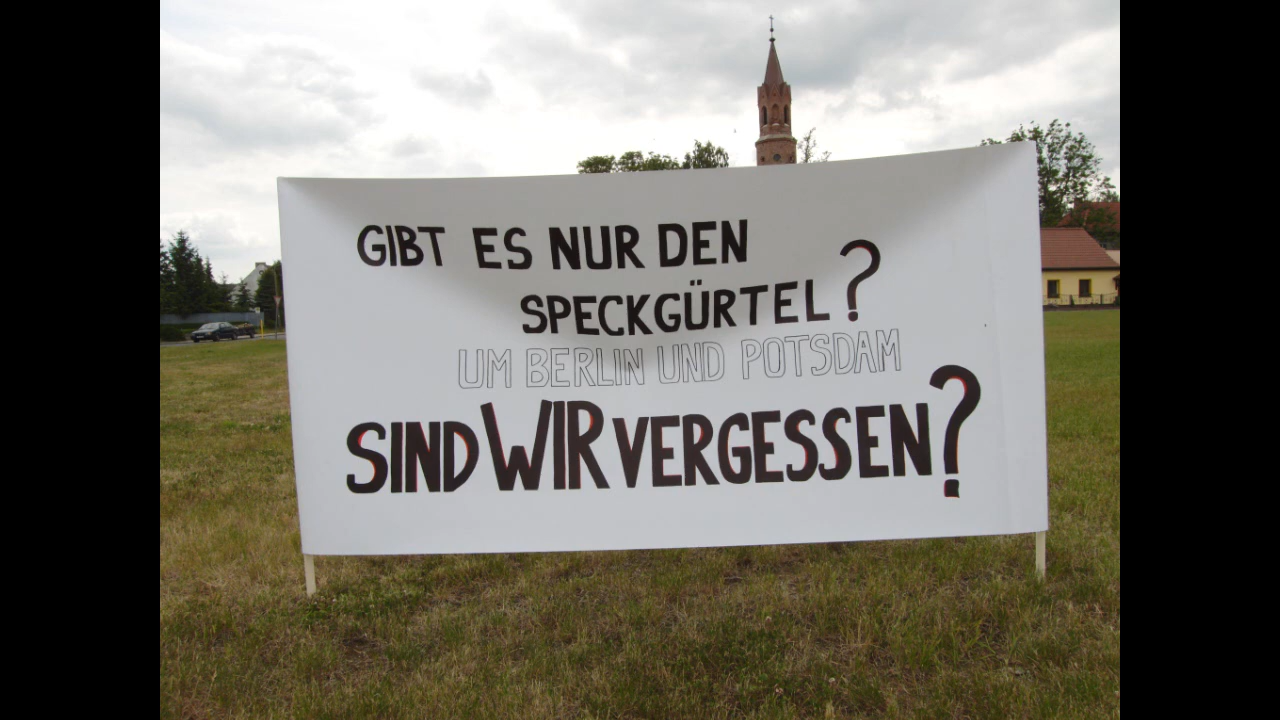 GIBT ES NUR DEN
SPECKGÜRTEL?
UM BERLIN UND POTSDAM
SIND WIR VERGESSEN?